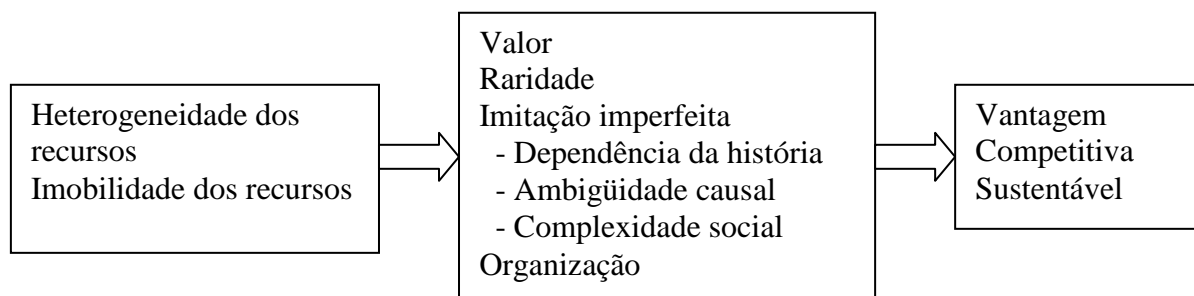 Heterogeneidade dos
recursos
Imobilidade dos recursos
Valor
Raridade
Imitação imperfeita
- Dependência da história
- Ambigüidade causal
- Complexidade social
Organização
Vantagem
Competitiva
Sustentável